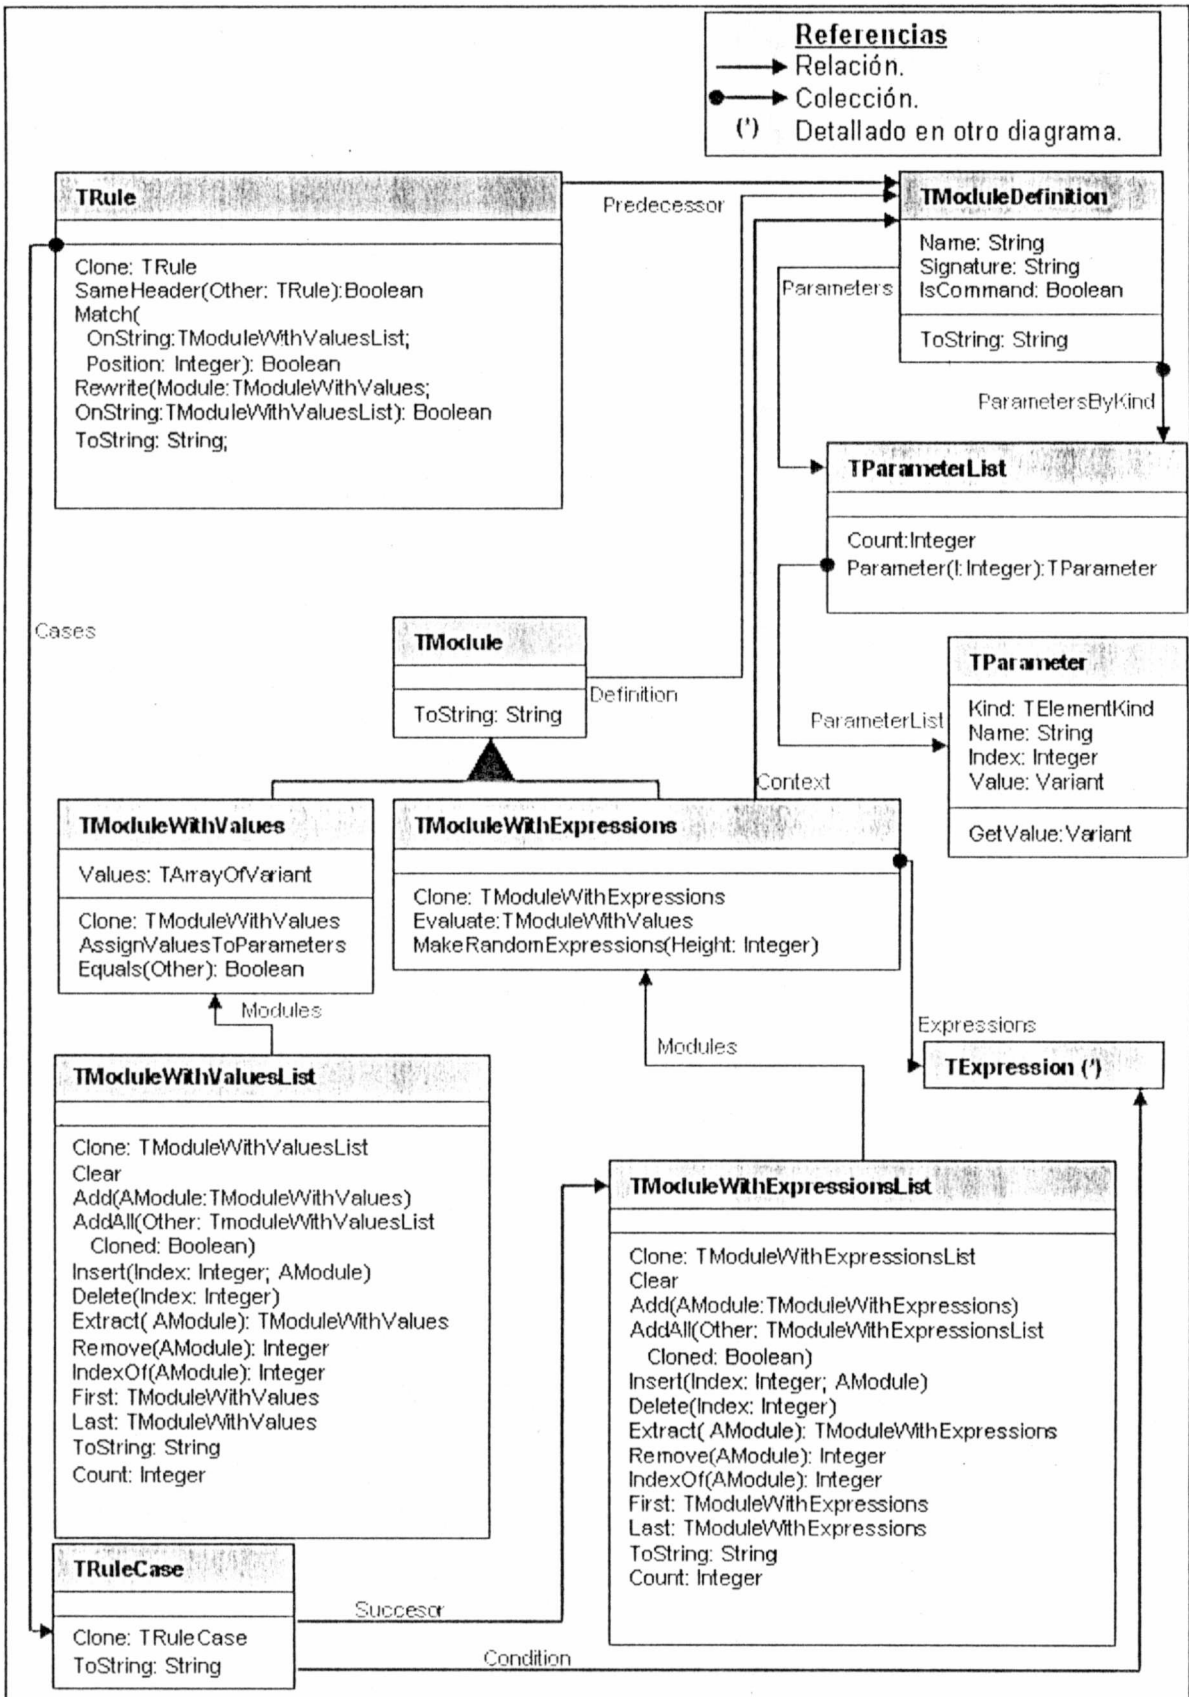 Referencias
Relación.
Colección.
(') Detallado en otro diagrama.
TRule
Clone: TRule
SameHeader(Other: TRule):Boolean
Match(
OnString:TModuleWithValuesList;
Position: Integer): Boolean
Rewrite(Module:TModuleWithValues;
OnString:TModuleWithValuesList): Boolean
ToString: String;
Predecessor
TModuleDefinition
Name: String
Signature: String
IsCommand: Boolean
ToString: String
Parameters
ParametersByKind
TParameterList
Count:Integer
Parameter(I:Integer):TParameter
Cases
TModule
ToString: String
Definition
ParameterList
TParameter
Kind: TElementKind
Name: String
Index: Integer
Value: Variant
GetValue:Variant
Context
TModuleWithValues
Values: TArrayOfVariant
Clone: TModuleWithValues
AssignValuesToParameters
Equals(Other): Boolean
TModuleWithExpressions
Clone: TModuleWithExpressions
Evaluate:TModuleWithValues
MakeRandomExpressions(Height: Integer)
Modules
Modules
Expressions
TExpression (')
TModuleWithValuesList
Clone: TModuleWithValuesList
Clear
Add(AModule:TModuleWithValues)
AddAll(Other: TmoduleWithValuesList
Cloned: Boolean)
Insert(Index: Integer; AModule)
Delete(Index: Integer)
Extract( AModule): TModuleWithValues
Remove(AModule): Integer
IndexOf(AModule): Integer
First: TModuleWithValues
Last: TModuleWithValues
ToString: String
Count: Integer
TModuleWithExpressionsList
Clone: TModuleWithExpressionsList
Clear
Add(AModule:TModuleWithExpressions)
AddAll(Other: TModuleWithExpressionsList
Cloned: Boolean)
Insert(Index: Integer; AModule)
Delete(Index: Integer)
Extract( AModule): TModuleWithExpressions
Remove(AModule): Integer
IndexOf(AModule): Integer
First: TModuleWithExpressions
Last: TModuleWithExpressions
ToString: String
Count: Integer
TRuleCase
Clone: TRuleCase
ToString: String
Succesor
Condition